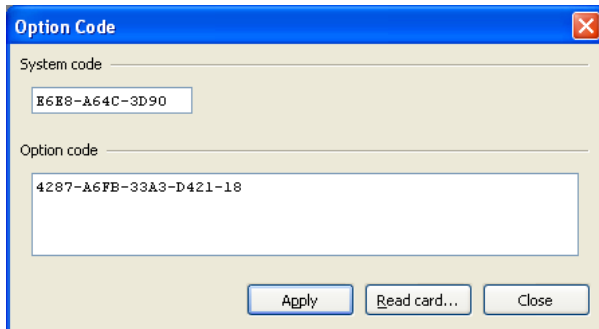 Option Code
System code
E6E8-A64C-3D90
Option code
4287-A6FB-33A3-D421-18
Apply
Read card...
Close